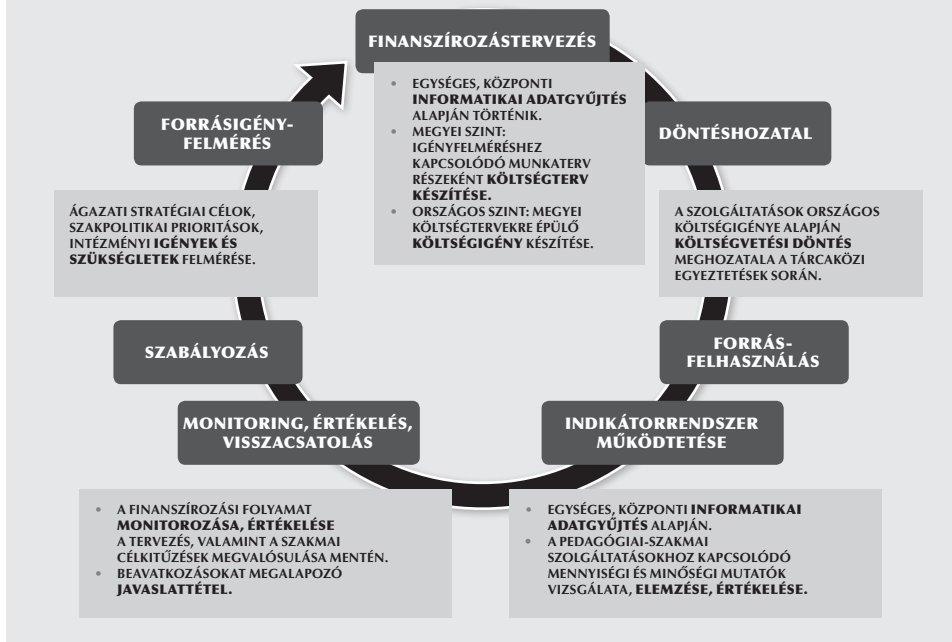 FINANSZÍROZÁSTERVEZÉS
• EGYSÉGES, KÖZPONTI
INFORMATIKAI ADATGYŰJTÉS
ALAPJÁN TÖRTÉNIK.
• MEGYEI SZINT:
IGÉNYFELMÉRÉSHEZ
KAPCSOLÓDÓ MUNKATERV
RÉSZEKÉNT KÖLTSÉGTERV
KÉSZÍTÉSE.
• ORSZÁGOS SZINT: MEGYEI
KÖLTSÉGTERVEKRE ÉPÜLŐ
KÖLTSÉGIGÉNY KÉSZÍTÉSE.
DÖNTÉSHOZATAL
A SZOLGÁLTATÁSOK ORSZÁGOS
KÖLTSÉGIGÉNYE ALAPJÁN
KÖLTSÉGVETÉSI DÖNTÉS
MEGHOZATALA A TÁRCAKÖZI
EGYEZTETÉSEK SORÁN.
FORRÁS-
FELHASZNÁLÁS
INDIKÁTORRENDSZER
MŰKÖDTETÉSE
• EGYSÉGES, KÖZPONTI INFORMATIKAI
ADATGYŰJTÉS ALAPJÁN.
• A PEDAGÓGIAI-SZAKMAI
SZOLGÁLTATÁSOKHOZ KAPCSOLÓDÓ
MENNYISÉGI ÉS MINŐSÉGI MUTATÓK
VIZSGÁLATA, ELEMZÉSE, ÉRTÉKELÉSE.
MONITORING, ÉRTÉKELÉS,
VISSZACSATOLÁS
• A FINANSZÍROZÁSI FOLYAMAT
MONITOROZÁSA, ÉRTÉKELÉSE
A TERVEZÉS, VALAMINT A SZAKMAI
CÉLKITŰZÉSEK MEGVALÓSULÁSA MENTÉN.
• BEAVATKOZÁSOKAT MEGALAPOZÓ
JAVASLATTÉTEL.
SZABÁLYOZÁS
FORRÁSIGÉNY-
FELMÉRÉS
ÁGAZATI STRATÉGIAI CÉLOK,
SZAKPOLITIKAI PRIORITÁSOK,
INTÉZMÉNYI IGÉNYEK ÉS
SZÜKSÉGLETEK FELMÉRÉSE.